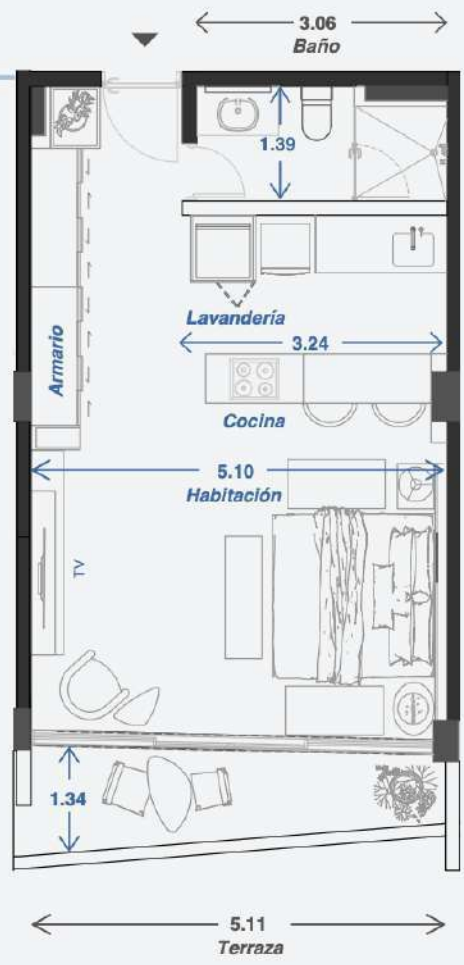 3.06
Baño
1.39
Lavandería
3.24
Armario
Cocina
5.10
Habitación
TV
1.34
5.11
Terraza